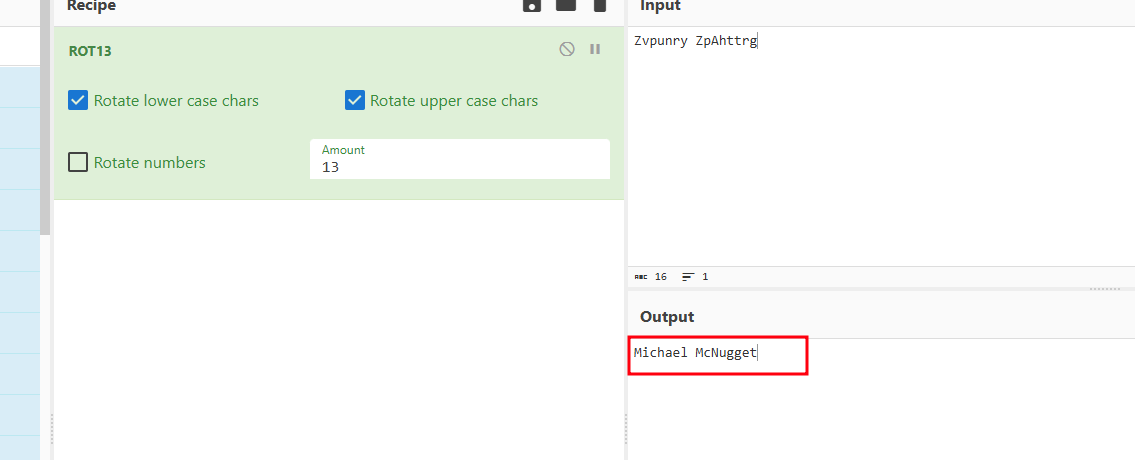 Recipe
ROT13
Rotate lower case chars
Rotate upper case chars
Rotate numbers
Amount
13
Input
Zvpunry ZpAhttrg
ABC 16 1
Output
Michael McNugget